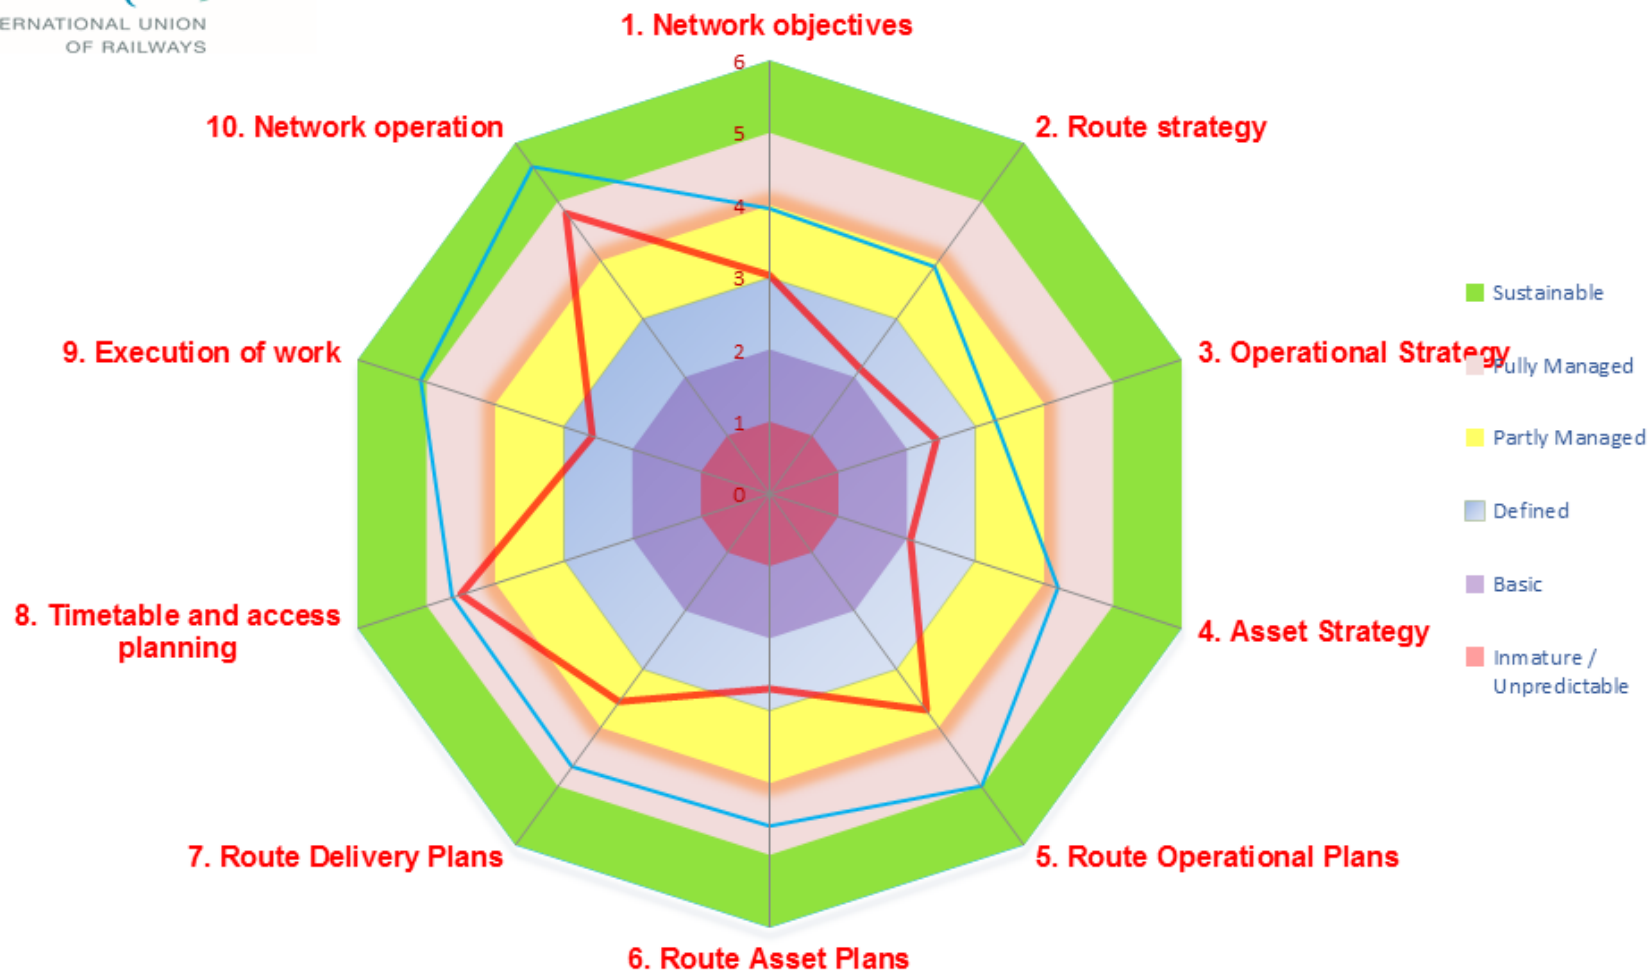 ERNATIONAL UNION
OF RAILWAYS
1. Network objectives
6
10. Network operation
2. Route strategy
5
4
3
Sustainable
9. Execution of work
2
3. Operational Strategy
Fully Managed
1
Partly Managed
0
Defined
Basic
8. Timetable and access
planning
4. Asset Strategy
Inmature /
Unpredictable
7. Route Delivery Plans
5. Route Operational Plans
6. Route Asset Plans